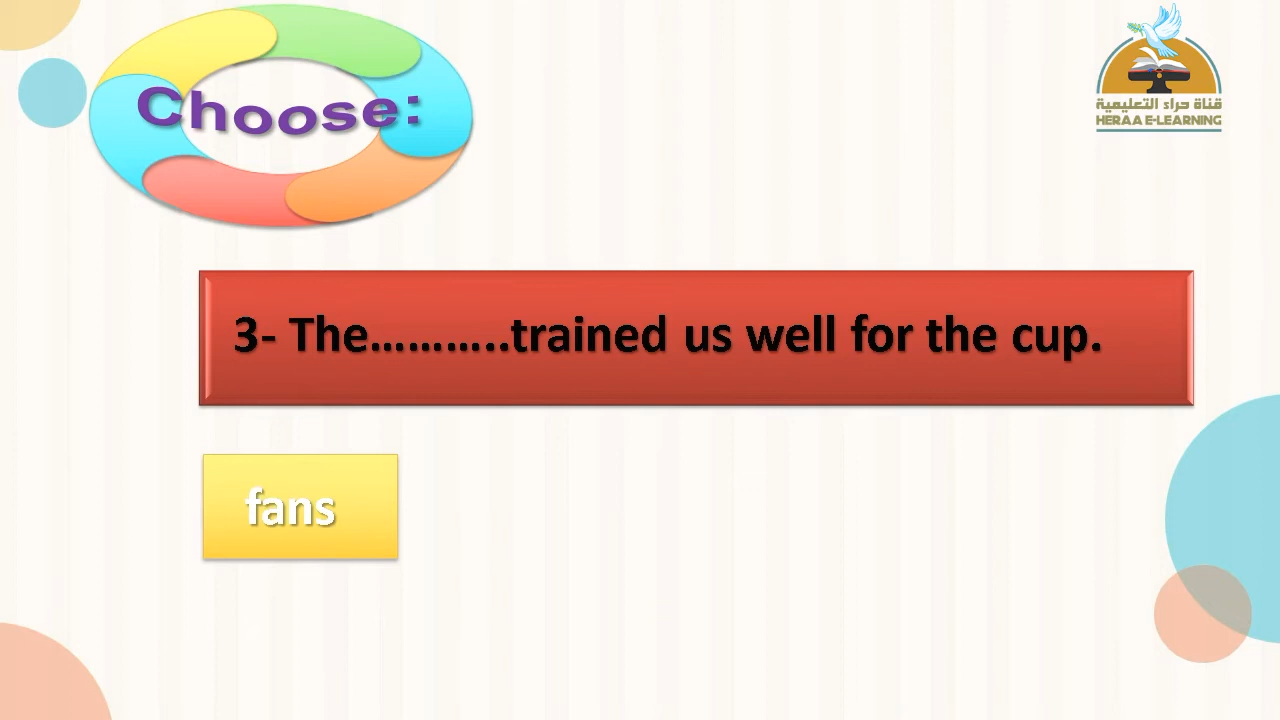 Choose:
قناة حراء التعليمية
HERAA E-LEARNING
3- The………..trained us well for the cup.
fans